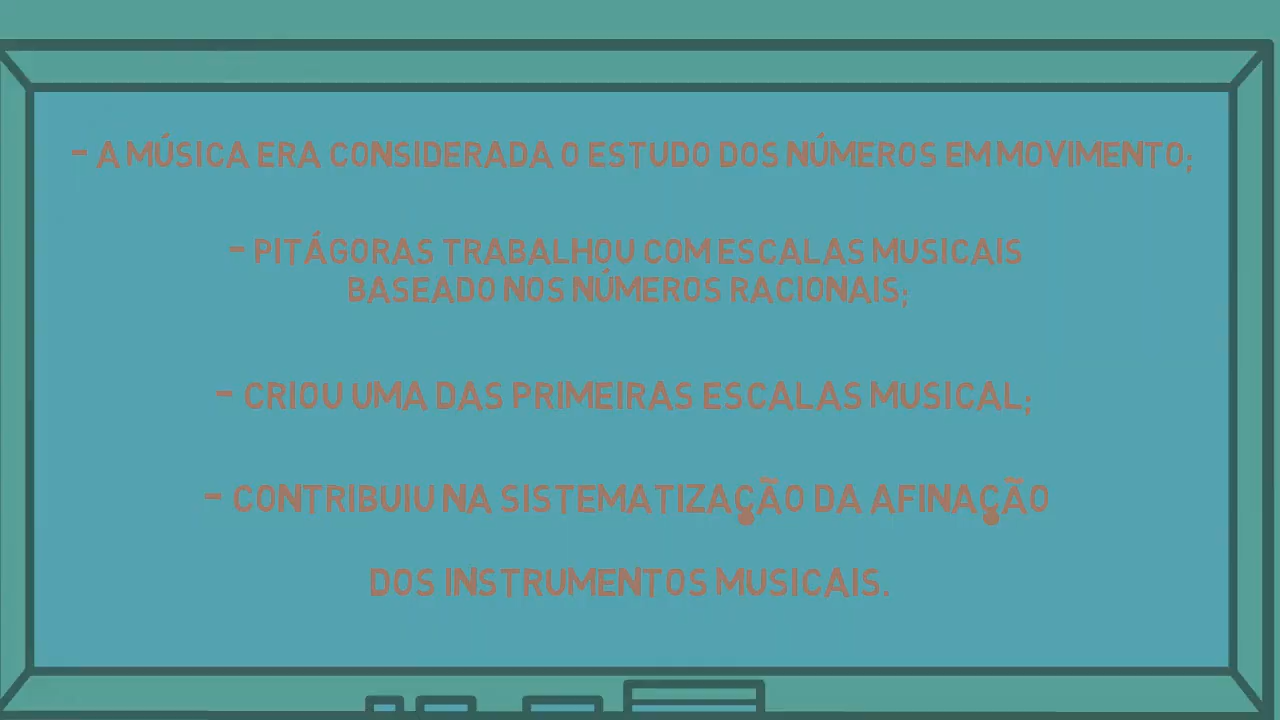 - A MÚSICA ERA CONSIDERADA O ESTUDO DOS NÚMEROS EM MOVIMENTO;
- PITÁGORAS TRABALHOU COM ESCALAS MUSICAIS
BASEADO NOS NÚMEROS RACIONAIS;
- CRIOU UMA DAS PRIMEIRAS ESCALAS MUSICAL;
- CONTRIBUIU NA SISTEMATIZAÇÃO DA AFINAÇÃO
DOS INSTRUMENTOS MUSICAIS.